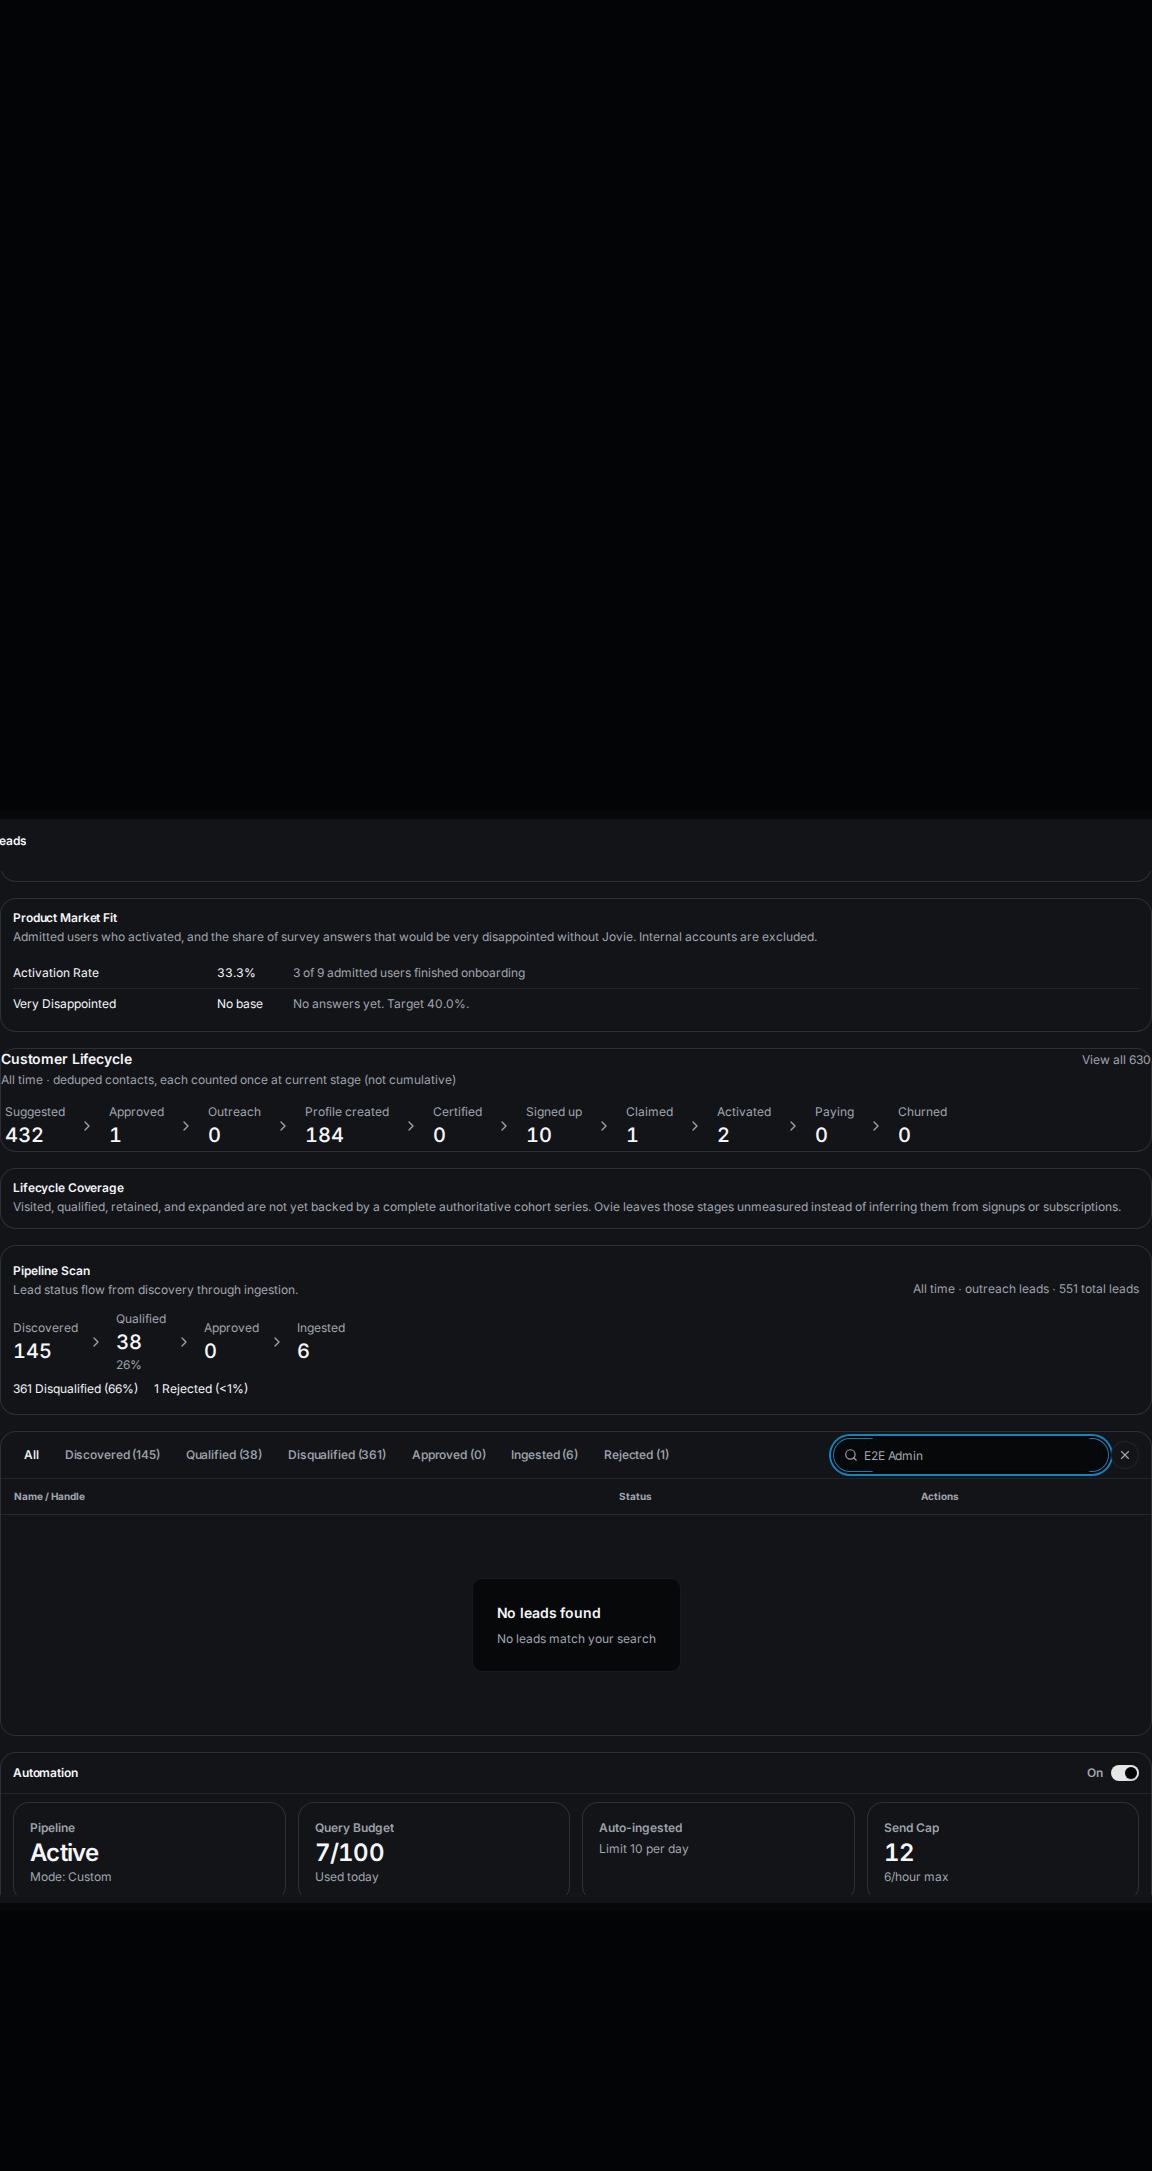 eads
Product Market Fit
Admitted users who activated, and the share of survey answers that would be very disappointed without Jovie. Internal accounts are excluded.
Activation Rate 33.3% 3 of 9 admitted users finished onboarding
Very Disappointed No base No answers yet. Target 40.0%.
Customer Lifecycle View all 630
All time · deduped contacts, each counted once at current stage (not cumulative)
Suggested Approved Outreach Profile created Certified Signed up Claimed Activated Paying Churned
432 1 0 184 0 10 1 2 0 0
Lifecycle Coverage
Visited, qualified, retained, and expanded are not yet backed by a complete authoritative cohort series. Ovie leaves those stages unmeasured instead of inferring them from signups or subscriptions.
Pipeline Scan
Lead status flow from discovery through ingestion. All time · outreach leads · 551 total leads
Discovered Qualified Approved Ingested
145 38 0 6
26%
361 Disqualified (66%) 1 Rejected (<1%)
All Discovered (145) Qualified (38) Disqualified (361) Approved (0) Ingested (6) Rejected (1) E2E Admin
Name / Handle Status Actions
No leads found
No leads match your search
Automation On
Pipeline Query Budget Auto-ingested Send Cap
Active 7/100 Limit 10 per day 12
Mode: Custom Used today 6/hour max